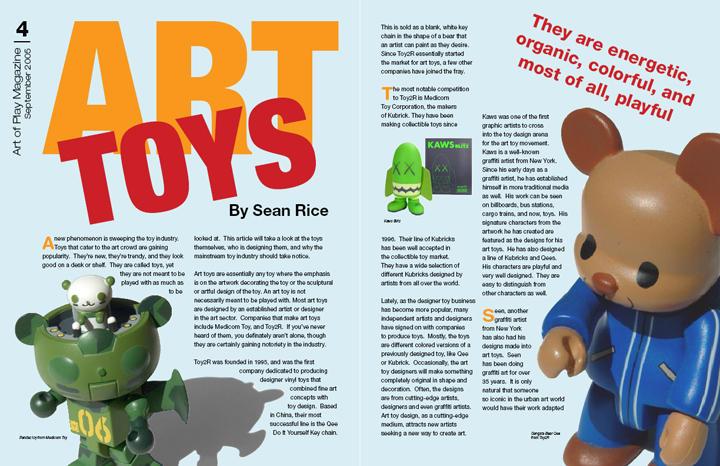 4
Art of Play Magazine
September 2005
ART
TOYS
By Sean Rice
A new phenomenon is sweeping the toy industry.
Toys that cater to the art crowd are gaining
popularity. They're new, they're trendy, and they look
good on a desk or shelf. They are called toys, yet
they are not meant to be
played with as much as
to be
looked at. This article will take a look at the toys
themselves, who is designing them, and why the
mainstream toy industry should take notice.
Art toys are essentially any toy where the emphasis
is on the artwork decorating the toy or the sculptural
or artful design of the toy. An art toy is not
necessarily meant to be played with. Most art toys
are designed by an established artist or designer
in the art sector. Companies that make art toys
include Medicom Toy, and Toy2R. If you've never
heard of them, you definitely aren't alone, though
they are certainly gaining notoriety in the industry.
Toy2R was founded in 1995, and was the first
company dedicated to producing
designer vinyl toys that
combined fine art
concepts with
toy design. Based
in China, their most
successful line is the Qee
Do It Yourself Key chain.
06
Panda! toy from Medicom Toy
This is sold as a blank, white key
chain in the shape of a bear that
an artist can paint as they desire.
Since Toy2R essentially started
the market for art toys, a few other
companies have joined the fray.
The most notable competition
to Toy2R is Medicom
Toy Corporation, the makers
of Kubrick. They have been
making collectible toys since
KAWS BLITZ
Kaws Blitz
1996. Their line of Kubricks
has been well accepted in
the collectible toy market.
They have a wide selection of
different Kubricks designed by
artists from all over the world.
Lately, as the designer toy business
has become more popular, many
independent artists and designers
have signed on with companies
to produce toys. Mostly, the toys
are different colored versions of a
previously designed toy, like Qee
or Kubrick. Occasionally, the art
toy designers will make something
completely original in shape and
decoration. Often, the designs
are from cutting-edge artists,
designers and even graffiti artists.
Art toy design, as a cutting-edge
medium, attracts new artists
seeking a new way to create art.
They are energetic,
organic, colorful, and
most of all, playful
Kaws was one of the first
graphic artists to cross
into the toy design arena
for the art toy movement.
Kaws is a well-known
graffiti artist from New York.
Since his early days as a
graffiti artist, he has established
himself in more traditional media
as well. His work can be seen
on billboards, bus stations,
cargo trains, and now, toys. His
signature characters from the
artwork he has created are
featured as the designs for his
art toys. He has also designed
a line of Kubricks and Qees.
His characters are playful and
very well designed. They are
easy to distinguish from
other characters as well.
Seen, another
graffiti artist
from New York
has also had his
designs made into
art toys. Seen
has been doing
graffiti art for over
35 years. It is only
natural that someone
so iconic in the urban art world
would have their work adapted
Gangsta Bear Qee
from Toy2R